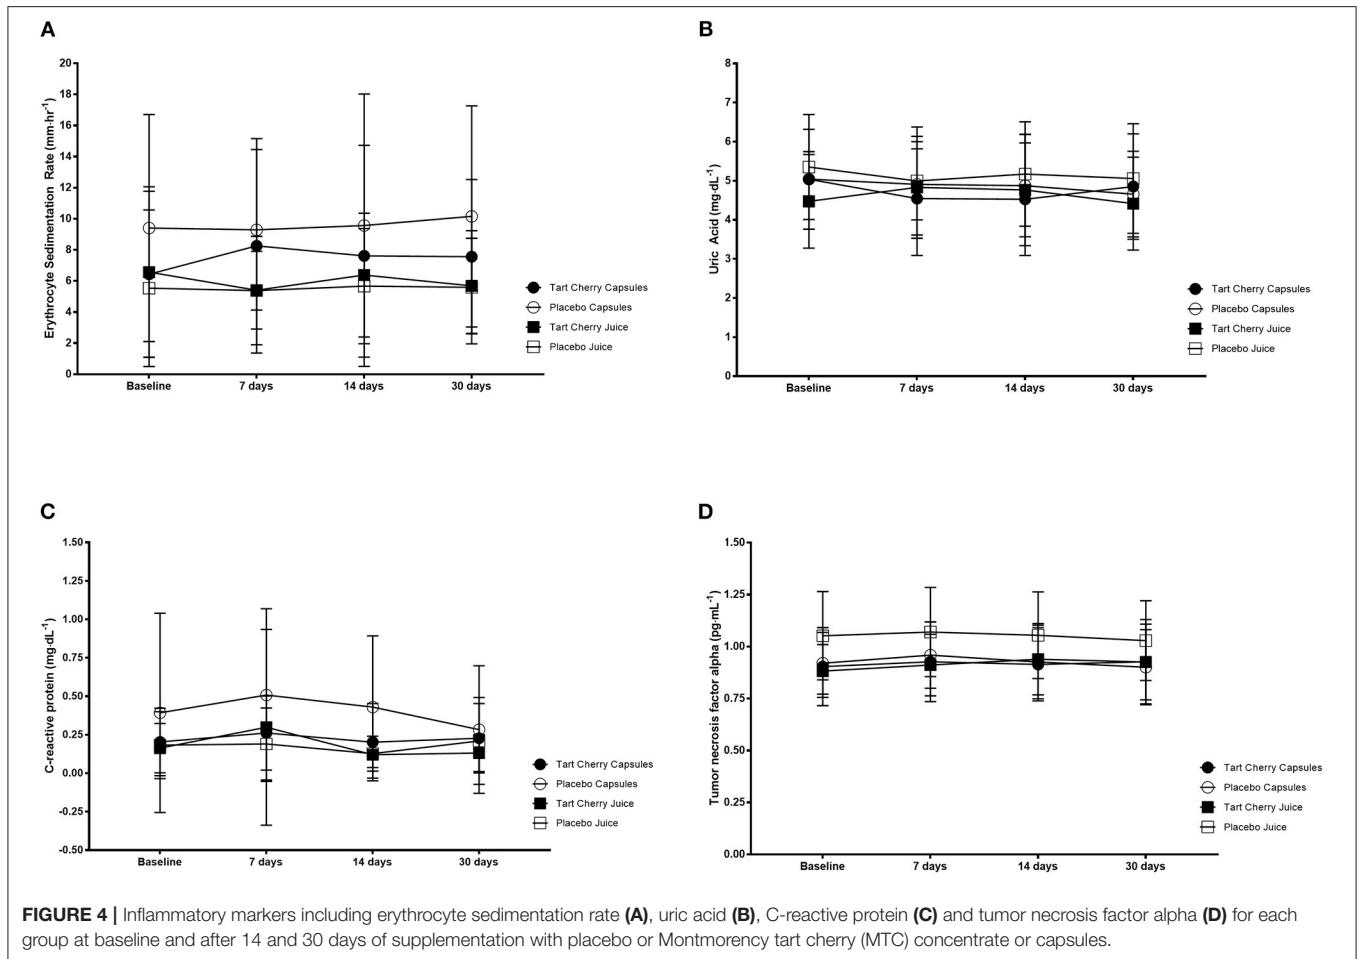 A
Erythrocyte Sedimentation Rate (mm·hr⁻¹)
20
18
16
14
12
10
8
6
4
2
0
Baseline
7 days
14 days
30 days
Tart Cherry Capsules
Placebo Capsules
Tart Cherry Juice
Placebo Juice
B
Uric Acid (mg·dL⁻¹)
8
7
6
5
4
3
2
1
0
Baseline
7 days
14 days
30 days
Tart Cherry Capsules
Placebo Capsules
Tart Cherry Juice
Placebo Juice
C
C-reactive protein (mg·dL⁻¹)
1.50
1.25
1.00
0.75
0.50
0.25
0.00
-0.25
-0.50
Baseline
7 days
14 days
30 days
Tart Cherry Capsules
Placebo Capsules
Tart Cherry Juice
Placebo Juice
D
Tumor necrosis factor alpha (pg·mL⁻¹)
1.50
1.25
1.00
0.75
0.50
0.25
0.00
Baseline
7 days
14 days
30 days
Tart Cherry Capsules
Placebo Capsules
Tart Cherry Juice
Placebo Juice
FIGURE 4 | Inflammatory markers including erythrocyte sedimentation rate (A), uric acid (B), C-reactive protein (C) and tumor necrosis factor alpha (D) for each
group at baseline and after 14 and 30 days of supplementation with placebo or Montmorency tart cherry (MTC) concentrate or capsules.